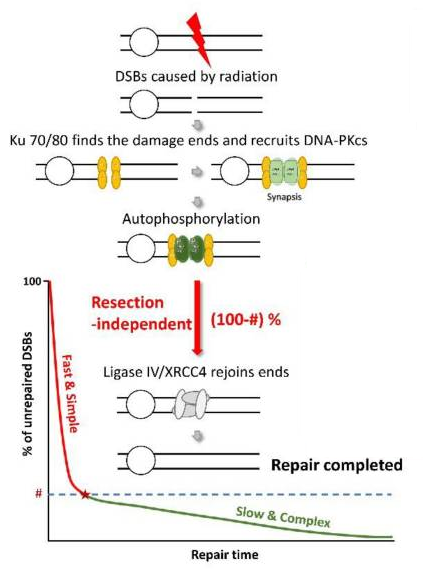 DSBs caused by radiation
Ku 70/80 finds the damage ends and recruits DNA-PKcs
Synapsis
Autophosphorylation
100
Resection
-independent
(100-#) %
Fast & Simple
Ligase IV/XRCC4 rejoins ends
% of unrepaired DSBs
Repair completed
#
Slow & Complex
Repair time